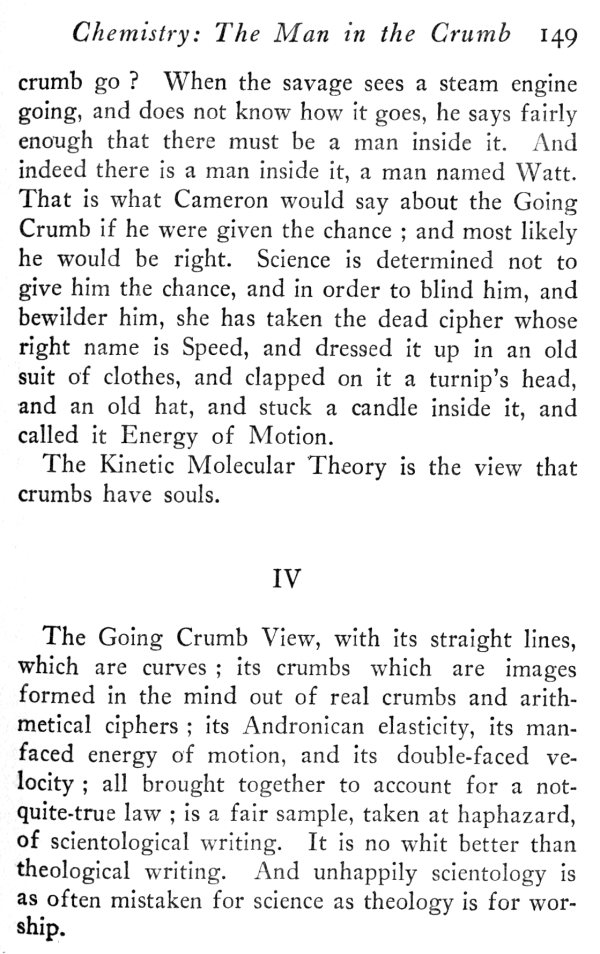 Chemistry: The Man in the Crumb 149
crumb go ? When the savage sees a steam engine
going, and does not know how it goes, he says fairly
enough that there must be a man inside it. And
indeed there is a man inside it, a man named Watt.
That is what Cameron would say about the Going
Crumb if he were given the chance ; and most likely
he would be right. Science is determined not to
give him the chance, and in order to blind him, and
bewilder him, she has taken the dead cipher whose
right name is Speed, and dressed it up in an old
suit of clothes, and clapped on it a turnip's head,
and an old hat, and stuck a candle inside it, and
called it Energy of Motion.
The Kinetic Molecular Theory is the view that
crumbs have souls.
IV
The Going Crumb View, with its straight lines,
which are curves ; its crumbs which are images
formed in the mind out of real crumbs and arith-
metical ciphers ; its Andronican elasticity, its man-
faced energy of motion, and its double-faced ve-
locity ; all brought together to account for a not-
quite-true law ; is a fair sample, taken at haphazard,
of scientological writing. It is no whit better than
theological writing. And unhappily scientology is
as often mistaken for science as theology is for wor-
ship.